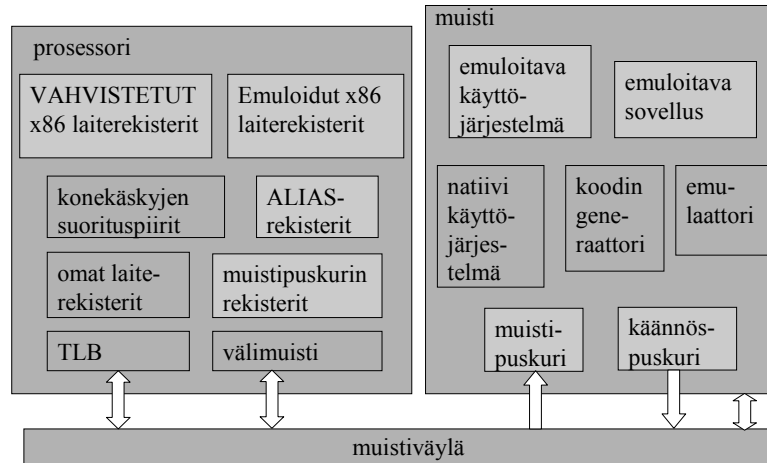 prosessori
VAHVISTETUT
x86 laiterekisterit
Emuloidut x86
laiterekisterit
konekäskyjen
suorituspiirit
ALIAS-
rekisterit
omat laite-
rekisterit
muistipuskurin
rekisterit
TLB
välimuisti
muisti
emuloitava
käyttö-
järjestelmä
emuloitava
sovellus
natiivi
käyttö-
järjes-
telmä
koodin
gene-
raattori
emu-
laattori
muisti-
puskuri
käännös-
puskuri
muistiväylä